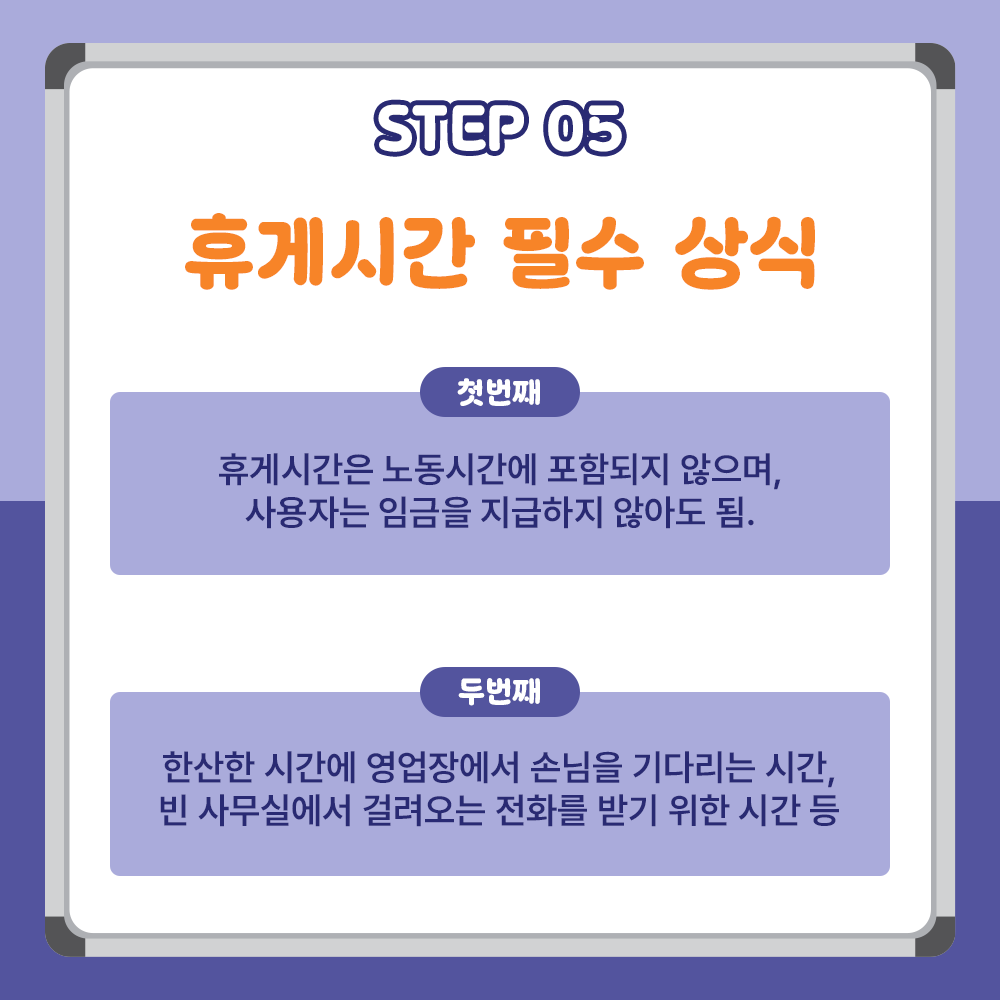 STEP 05
휴게시간 필수 상식
첫번째
휴게시간은 노동시간에 포함되지 않으며,
사용자는 임금을 지급하지 않아도 됨.
두번째
한산한 시간에 영업장에서 손님을 기다리는 시간,
빈 사무실에서 걸려오는 전화를 받기 위한 시간 등